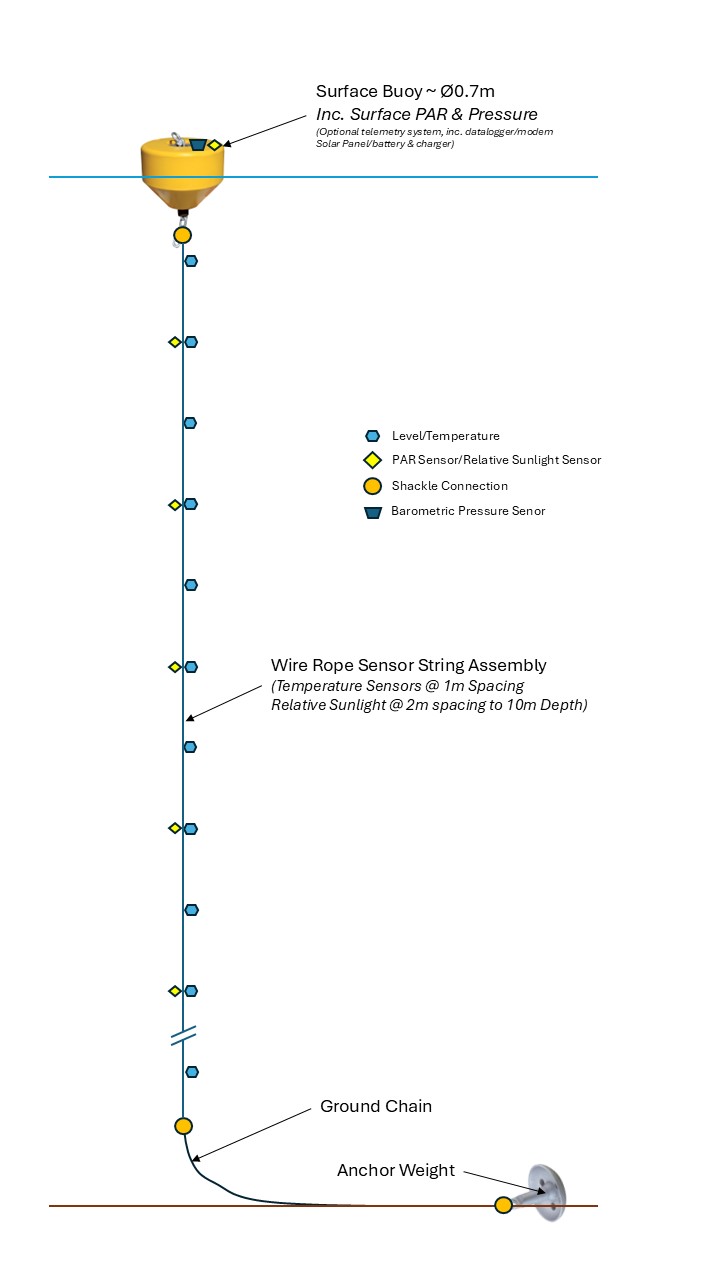 Surface Buoy ~ Ø0.7m
Inc. Surface PAR & Pressure
(Optional telemetry system, inc. datalogger/modem
Solar Panel/battery & charger)
Level/Temperature
PAR Sensor/Relative Sunlight Sensor
Shackle Connection
Barometric Pressure Senor
Wire Rope Sensor String Assembly
(Temperature Sensors @ 1m Spacing
Relative Sunlight @ 2m spacing to 10m Depth)
Ground Chain
Anchor Weight